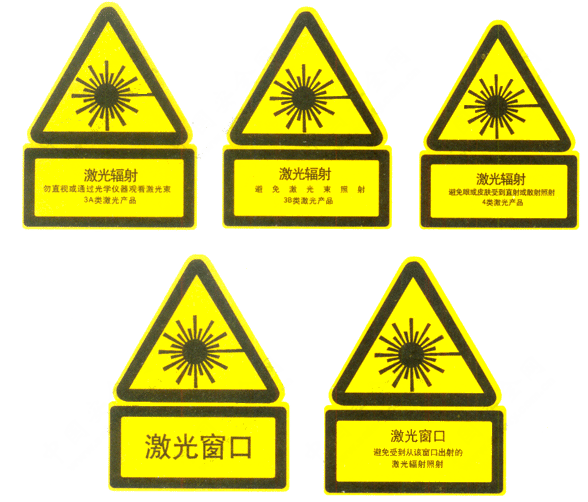 激光辐射
勿直视或通过光学仪器观看激光束
3A类激光产品
激光辐射
避免激光束照射
3B类激光产品
激光辐射
避免眼或皮肤受到直射或散射照射
4类激光产品
激光窗口
激光窗口
避免受到从该窗口出射的
激光辐射照射